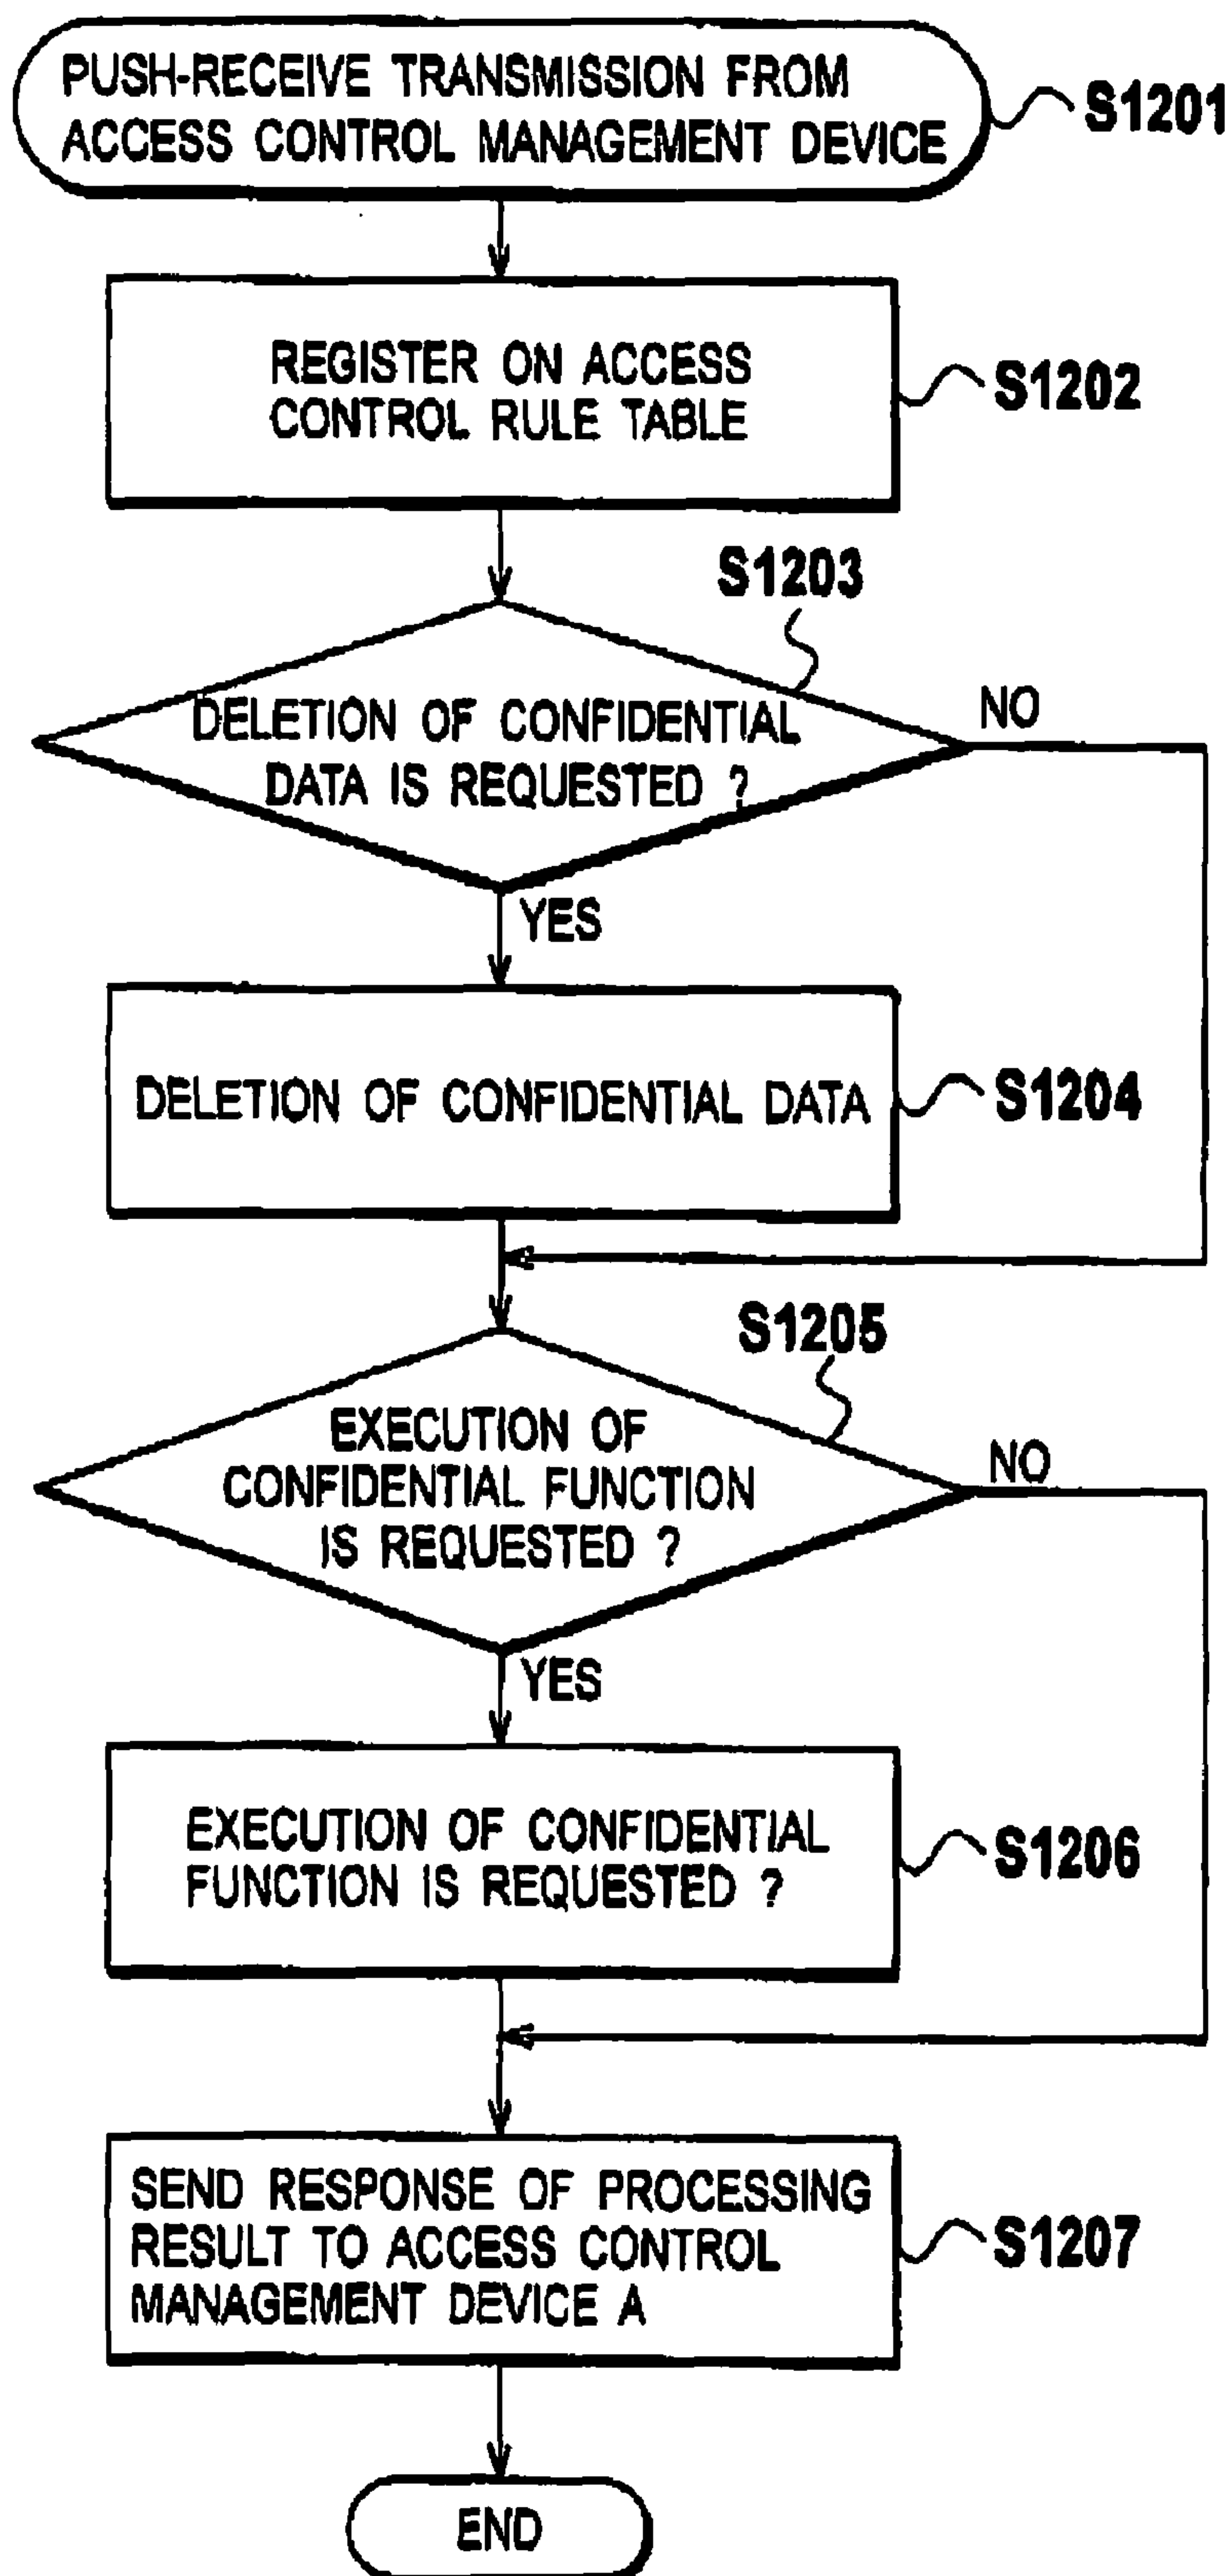 PUSH-RECEIVE TRANSMISSION FROM
ACCESS CONTROL MANAGEMENT DEVICE
S1201
REGISTER ON ACCESS
CONTROL RULE TABLE
S1202
S1203
DELETION OF CONFIDENTIAL
DATA IS REQUESTED ?
NO
YES
DELETION OF CONFIDENTIAL DATA
S1204
S1205
EXECUTION OF
CONFIDENTIAL FUNCTION
IS REQUESTED ?
NO
YES
EXECUTION OF CONFIDENTIAL
FUNCTION IS REQUESTED ?
S1206
SEND RESPONSE OF PROCESSING
RESULT TO ACCESS CONTROL
MANAGEMENT DEVICE A
S1207
END